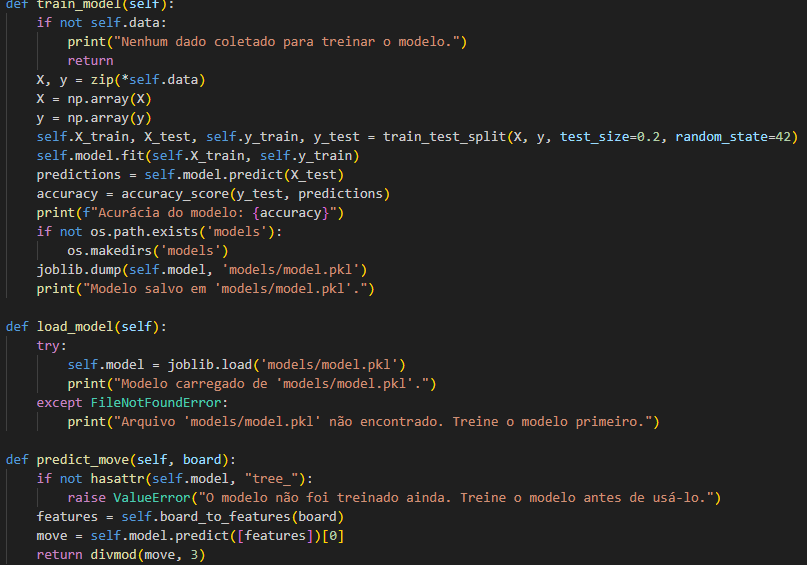 def train_model(self):
    if not self.data:
        print("Nenhum dado coletado para treinar o modelo.")
        return
    X, y = zip(*self.data)
    X = np.array(X)
    y = np.array(y)
    self.X_train, X_test, self.y_train, y_test = train_test_split(X, y, test_size=0.2, random_state=42)
    self.model.fit(self.X_train, self.y_train)
    predictions = self.model.predict(X_test)
    accuracy = accuracy_score(y_test, predictions)
    print(f"Acurácia do modelo: {accuracy}")
    if not os.path.exists('models'):
        os.makedirs('models')
    joblib.dump(self.model, 'models/model.pkl')
    print("Modelo salvo em 'models/model.pkl'.")

def load_model(self):
    try:
        self.model = joblib.load('models/model.pkl')
        print("Modelo carregado de 'models/model.pkl'.")
    except FileNotFoundError:
        print("Arquivo 'models/model.pkl' não encontrado. Treine o modelo primeiro.")

def predict_move(self, board):
    if not hasattr(self.model, "tree_"):
        raise ValueError("O modelo não foi treinado ainda. Treine o modelo antes de usá-lo.")
    features = self.board_to_features(board)
    move = self.model.predict([features])[0]
    return divmod(move, 3)